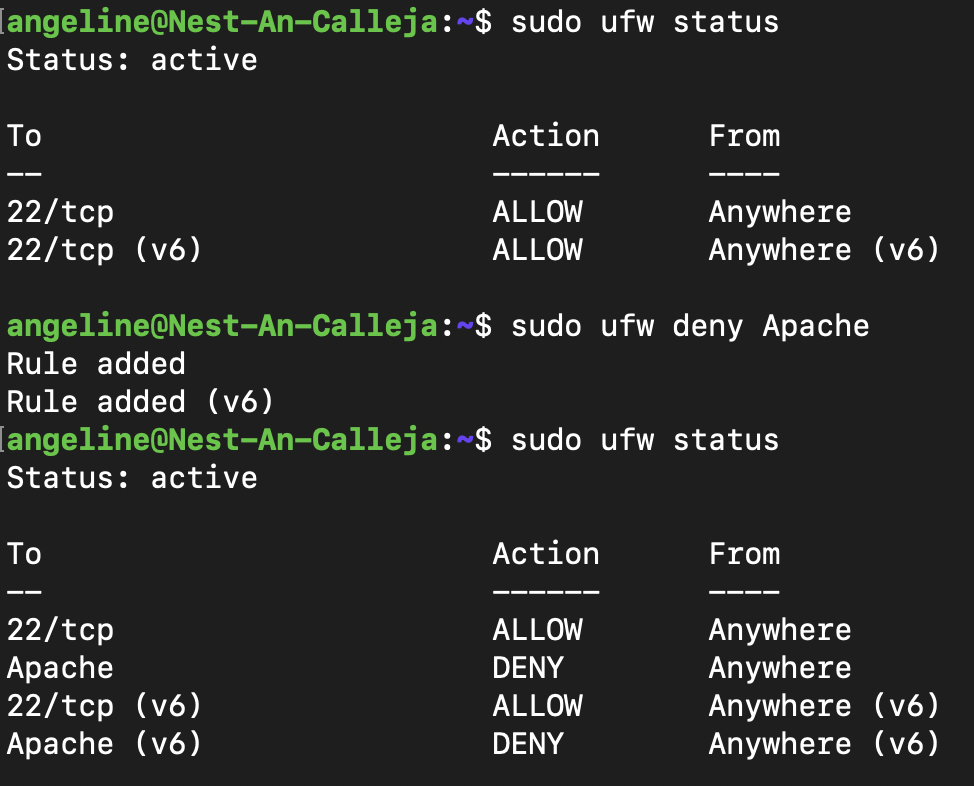 angeline@Nest-An-Calleja:~$ sudo ufw status
Status: active
To Action From
-- ------ ----
22/tcp ALLOW Anywhere
22/tcp (v6) ALLOW Anywhere (v6)
angeline@Nest-An-Calleja:~$ sudo ufw deny Apache
Rule added
Rule added (v6)
angeline@Nest-An-Calleja:~$ sudo ufw status
Status: active
To Action From
-- ------ ----
22/tcp ALLOW Anywhere
Apache DENY Anywhere
22/tcp (v6) ALLOW Anywhere (v6)
Apache (v6) DENY Anywhere (v6)